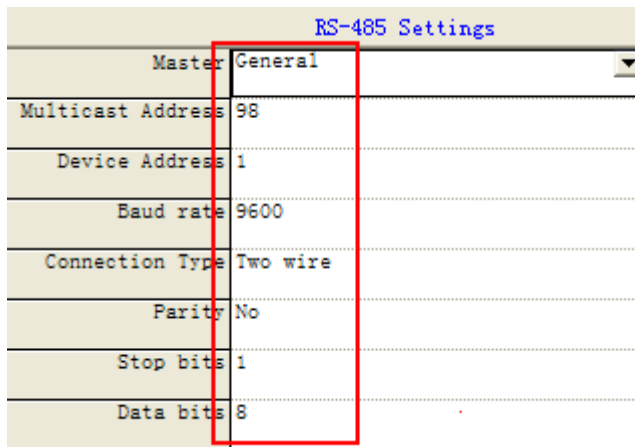 RS-485 Settings
Master General
Multicast Address 98
Device Address 1
Baud rate 9600
Connection Type Two wire
Parity No
Stop bits 1
Data bits 8